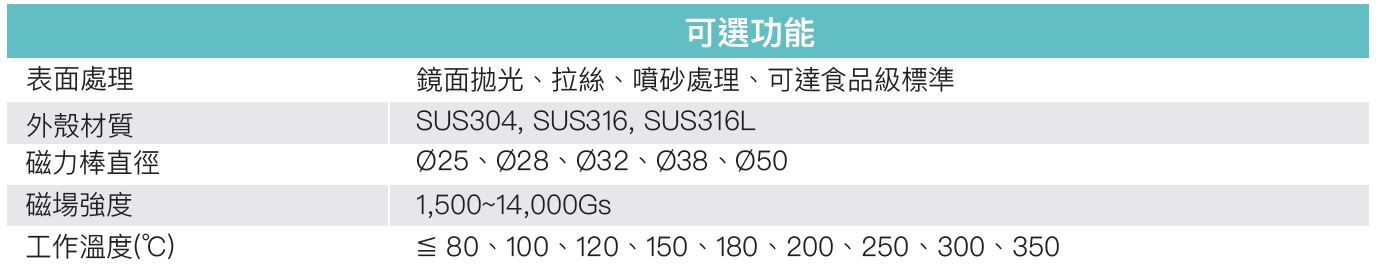 可選功能
表面處理 鏡面拋光、拉絲、噴砂處理、可達食品級標準
外殼材質 SUS304, SUS316, SUS316L
磁力棒直徑 Ø25、Ø28、Ø32、Ø38、Ø50
磁場強度 1,500~14,000Gs
工作溫度(℃) ≦ 80、100、120、150、180、200、250、300、350